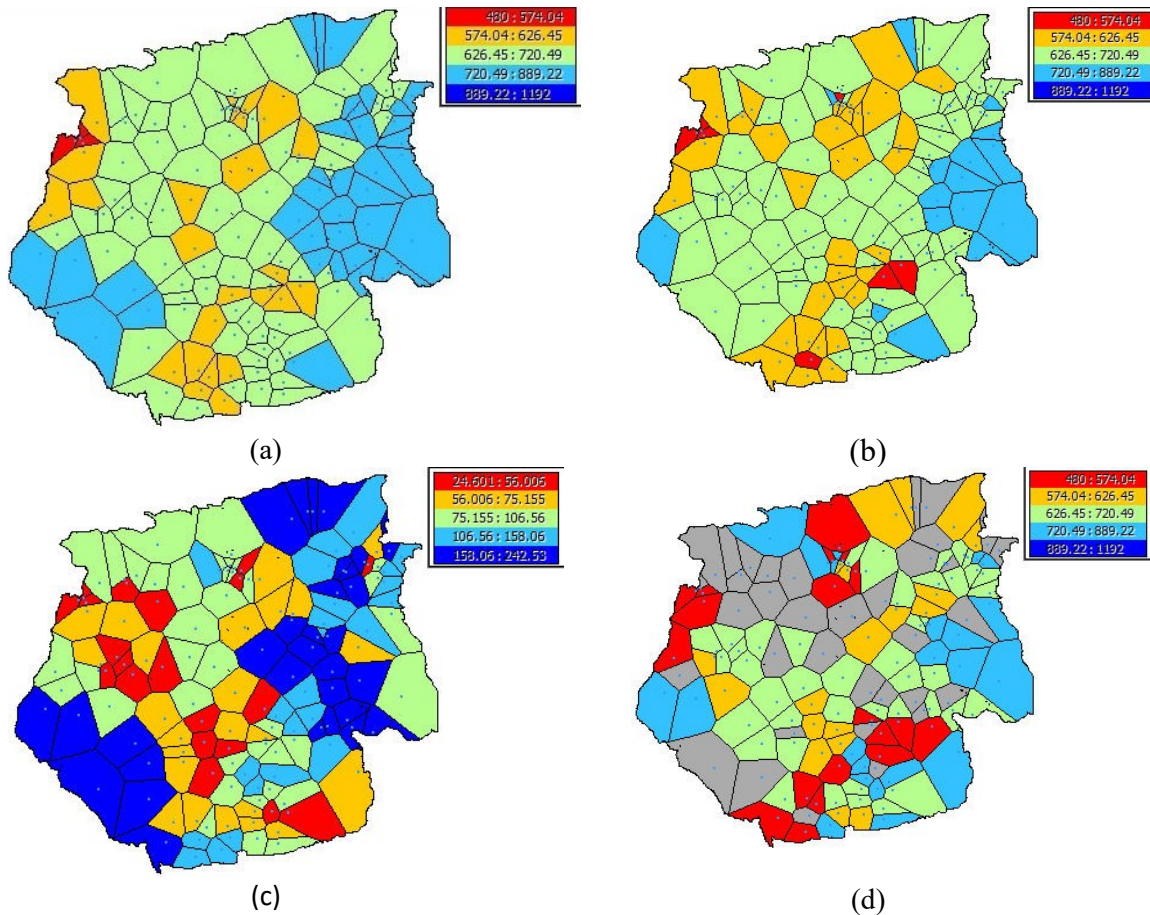 480 : 574.04
574.04 : 626.45
626.45 : 720.49
720.49 : 889.22
889.22 : 1192
480 : 574.04
574.04 : 626.45
626.45 : 720.49
720.49 : 889.22
889.22 : 1192
(a)
(b)
24.601 : 56.006
56.006 : 75.155
75.155 : 106.56
106.56 : 158.06
158.06 : 242.53
480 : 574.04
574.04 : 626.45
626.45 : 720.49
720.49 : 889.22
889.22 : 1192
(c)
(d)